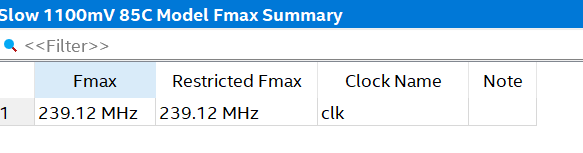 Slow 1100mV 85C Model Fmax Summary
<<Filter>>
Fmax Restricted Fmax Clock Name Note
1 239.12 MHz 239.12 MHz clk